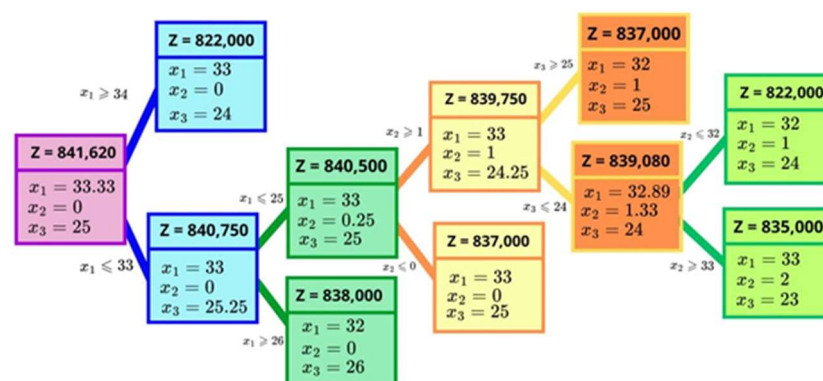 Z = 822,000
x₁ = 33
x₂ = 0
x₃ = 24
x₁ ⩾ 34
Z = 841,620
x₁ = 33.33
x₂ = 0
x₃ = 25
x₁ ⩽ 33
Z = 840,750
x₁ = 33
x₂ = 0
x₃ = 25.25
x₁ ⩽ 25
Z = 840,500
x₁ = 33
x₂ = 0.25
x₃ = 25
x₁ ⩾ 26
Z = 838,000
x₁ = 32
x₂ = 0
x₃ = 26
x₂ ⩾ 1
Z = 839,750
x₁ = 33
x₂ = 1
x₃ = 24.25
x₂ ⩽ 0
Z = 837,000
x₁ = 33
x₂ = 0
x₃ = 25
x₃ ⩾ 25
Z = 837,000
x₁ = 32
x₂ = 1
x₃ = 25
x₃ ⩽ 24
Z = 839,080
x₁ = 32.89
x₂ = 1.33
x₃ = 24
x₂ ⩽ 32
Z = 822,000
x₁ = 32
x₂ = 1
x₃ = 24
x₂ ⩾ 33
Z = 835,000
x₁ = 33
x₂ = 2
x₃ = 23